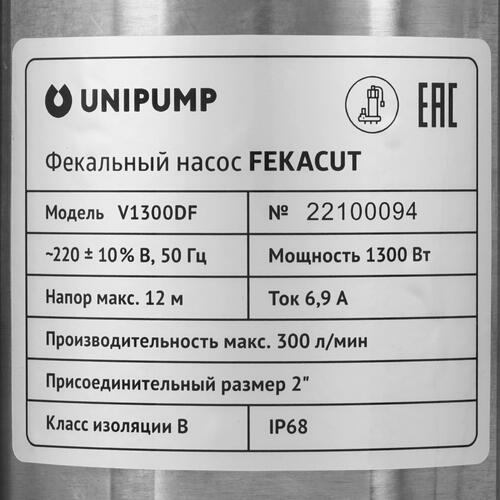 UNIPUMP EAC
Фекальный насос FEKACUT
Модель V1300DF № 22100094
~220 ± 10% В, 50 Гц Мощность 1300 Вт
Напор макс. 12 м Ток 6,9 А
Производительность макс. 300 л/мин
Присоединительный размер 2"
Класс изоляции В IP68